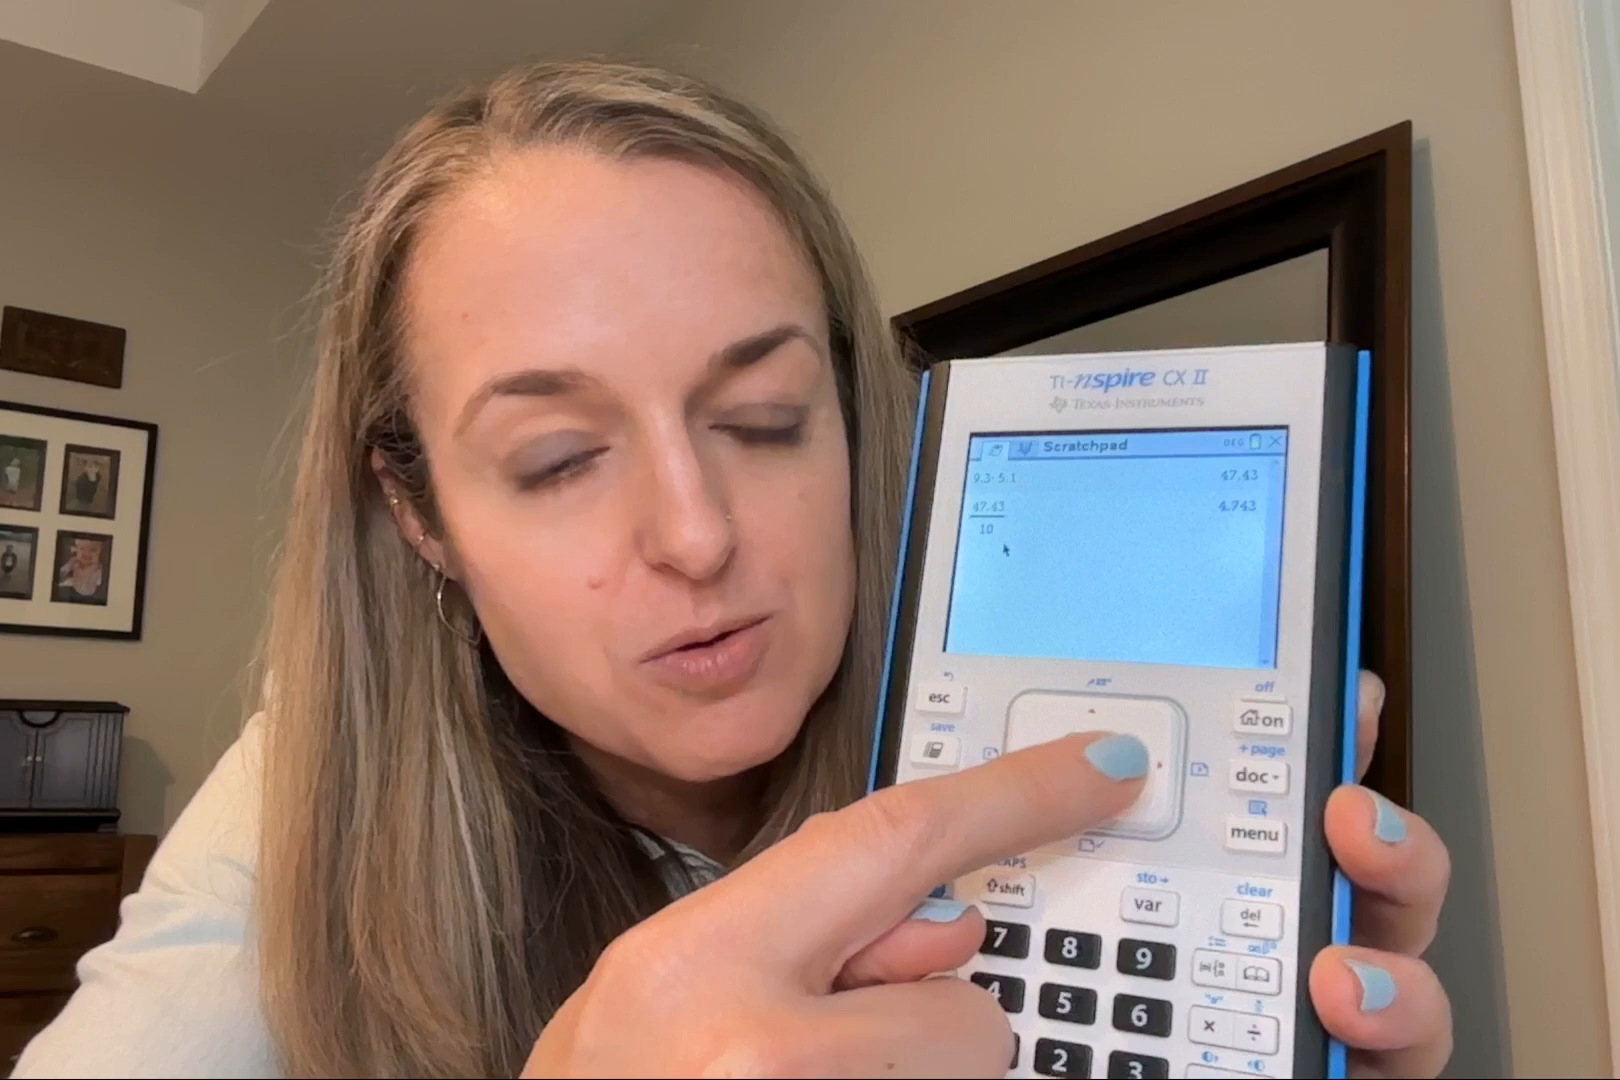 TI-nspire CX II
TEXAS INSTRUMENTS
Scratchpad DEG
9.3·5.1 47.43
47.43
10
4.743
esc
off
on
save
+page
doc
menu
CAPS
shift
sto→
var
clear
del
7 8 9
4 5 6
× ÷
2 3